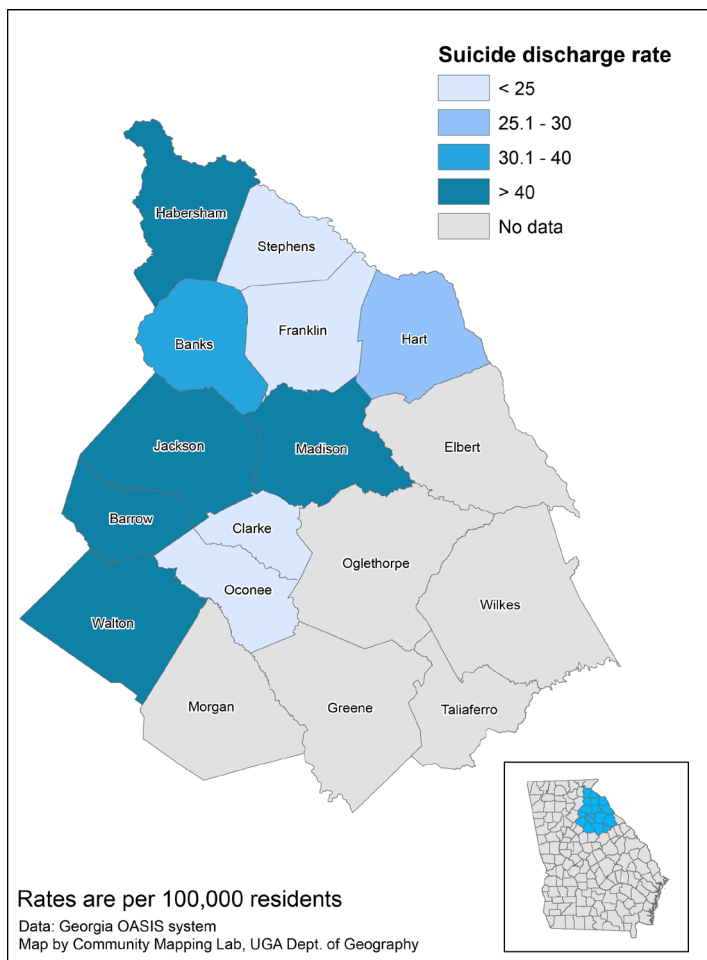 Suicide discharge rate
< 25
25.1 - 30
30.1 - 40
> 40
No data
Habersham
Stephens
Franklin
Hart
Banks
Jackson
Madison
Elbert
Barrow
Clarke
Oglethorpe
Oconee
Wilkes
Walton
Morgan
Greene
Taliaferro
Rates are per 100,000 residents
Data: Georgia OASIS system
Map by Community Mapping Lab, UGA Dept. of Geography